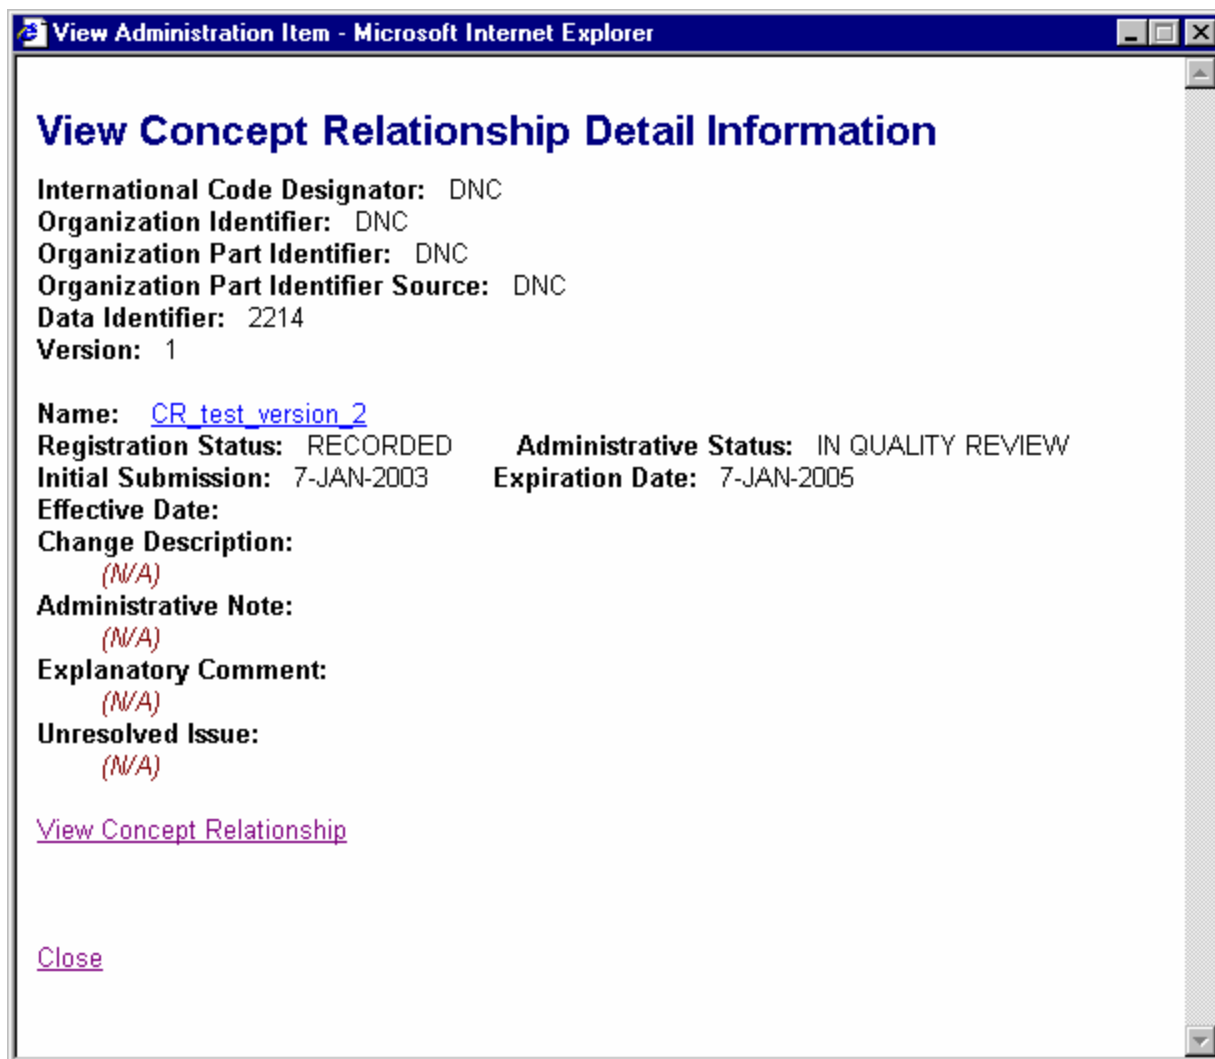 View Administration Item - Microsoft Internet Explorer
View Concept Relationship Detail Information
International Code Designator: DNC
Organization Identifier: DNC
Organization Part Identifier: DNC
Organization Part Identifier Source: DNC
Data Identifier: 2214
Version: 1
Name: CR_test_version_2
Registration Status: RECORDED Administrative Status: IN QUALITY REVIEW
Initial Submission: 7-JAN-2003 Expiration Date: 7-JAN-2005
Effective Date:
Change Description:
(N/A)
Administrative Note:
(N/A)
Explanatory Comment:
(N/A)
Unresolved Issue:
(N/A)
View Concept Relationship
Close